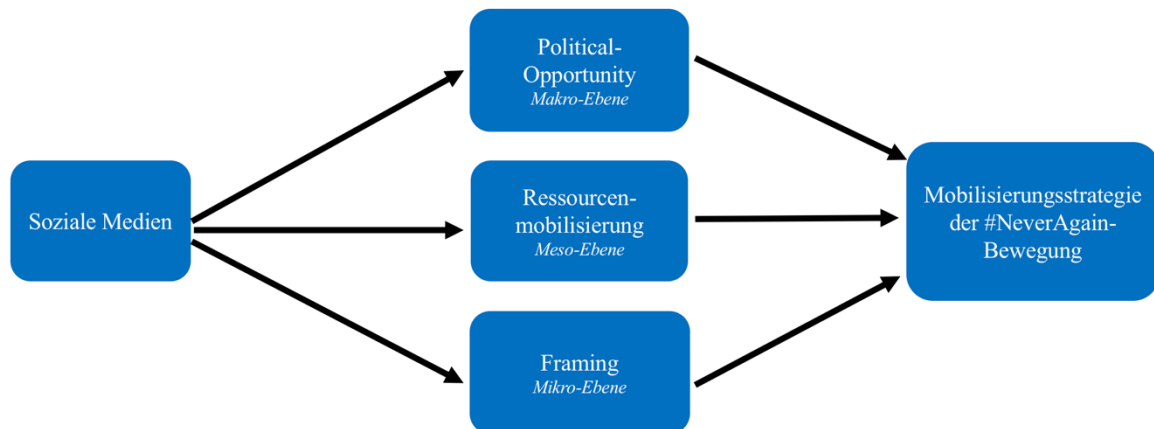 Soziale Medien
Political-
Opportunity
Makro-Ebene
Ressourcen-
mobilisierung
Meso-Ebene
Framing
Mikro-Ebene
Mobilisierungsstrategie
der #NeverAgain-
Bewegung